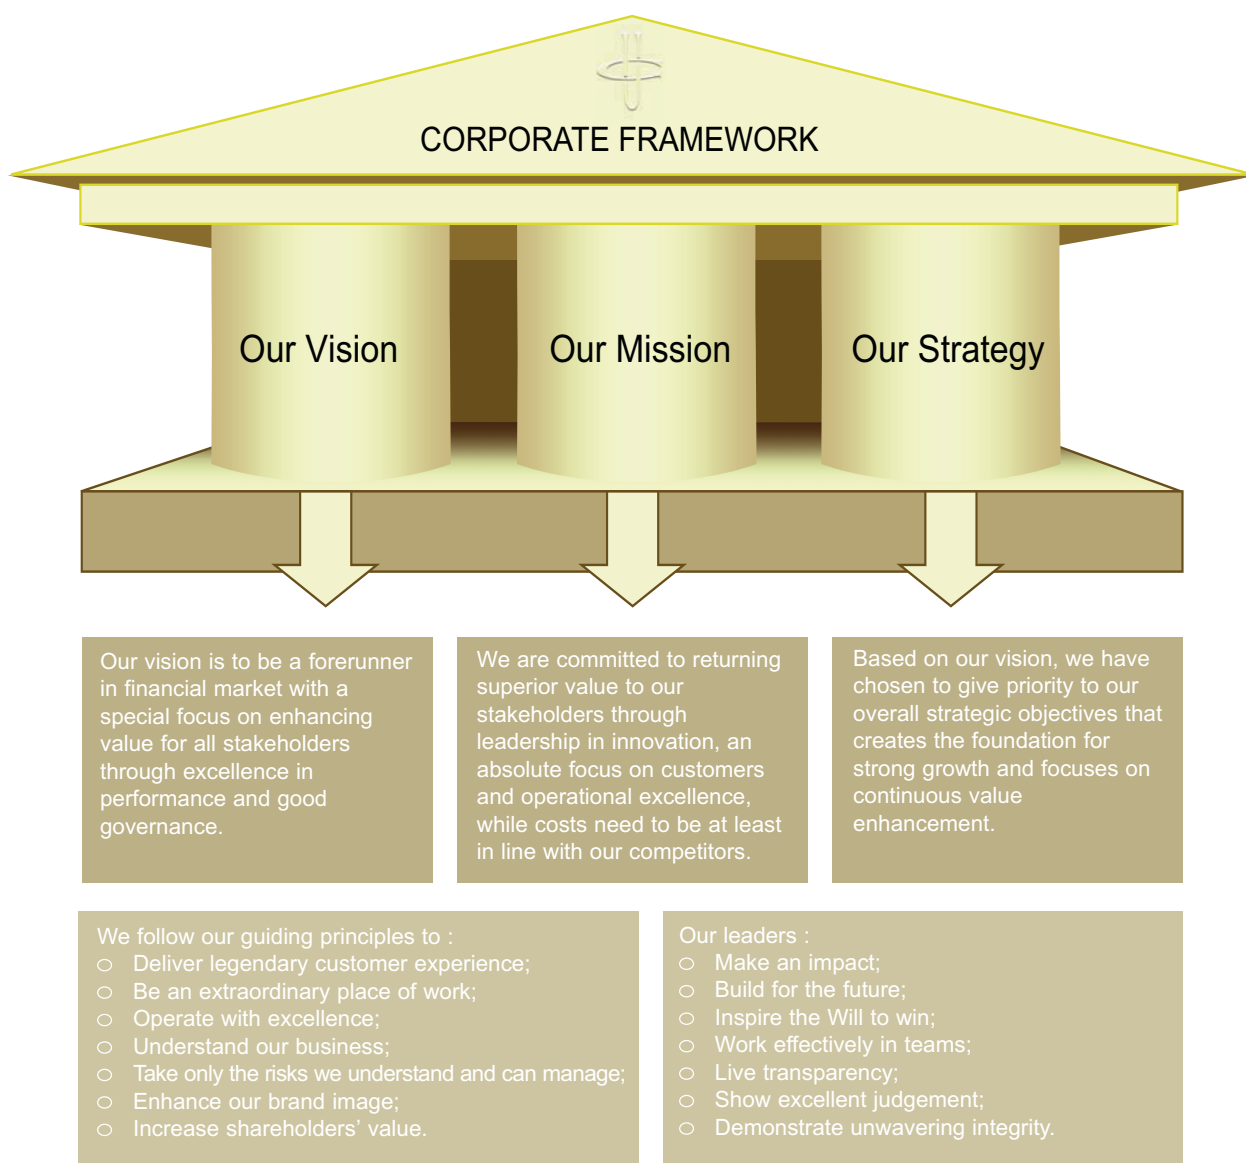 CORPORATE FRAMEWORK
Our Vision
Our Mission
Our Strategy
Our vision is to be a forerunner
in financial market with a
special focus on enhancing
value for all stakeholders
through excellence in
performance and good
governance.
We are committed to returning
superior value to our
stakeholders through
leadership in innovation, an
absolute focus on customers
and operational excellence,
while costs need to be at least
in line with our competitors.
Based on our vision, we have
chosen to give priority to our
overall strategic objectives that
creates the foundation for
strong growth and focuses on
continuous value
enhancement.
We follow our guiding principles to :
Deliver legendary customer experience;
Be an extraordinary place of work;
Operate with excellence;
Understand our business;
Take only the risks we understand and can manage;
Enhance our brand image;
Increase shareholders’ value.
Our leaders :
Make an impact;
Build for the future;
Inspire the Will to win;
Work effectively in teams;
Live transparency;
Show excellent judgement;
Demonstrate unwavering integrity.